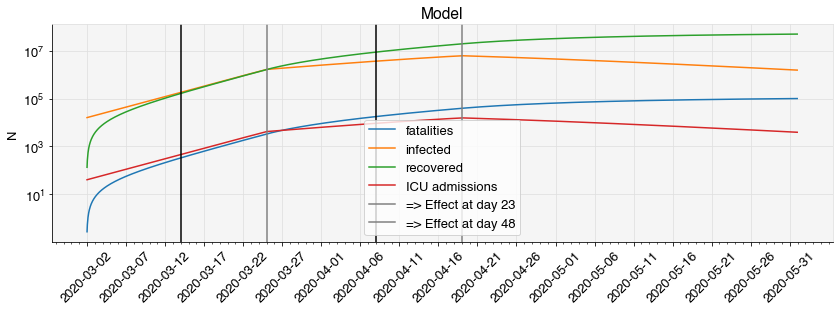 Model
N
10^7
10^5
10^3
10^1
fatalities
infected
recovered
ICU admissions
=> Effect at day 23
=> Effect at day 48
2020-03-02
2020-03-07
2020-03-12
2020-03-17
2020-03-22
2020-03-27
2020-04-01
2020-04-06
2020-04-11
2020-04-16
2020-04-21
2020-04-26
2020-05-01
2020-05-06
2020-05-11
2020-05-16
2020-05-21
2020-05-26
2020-05-31